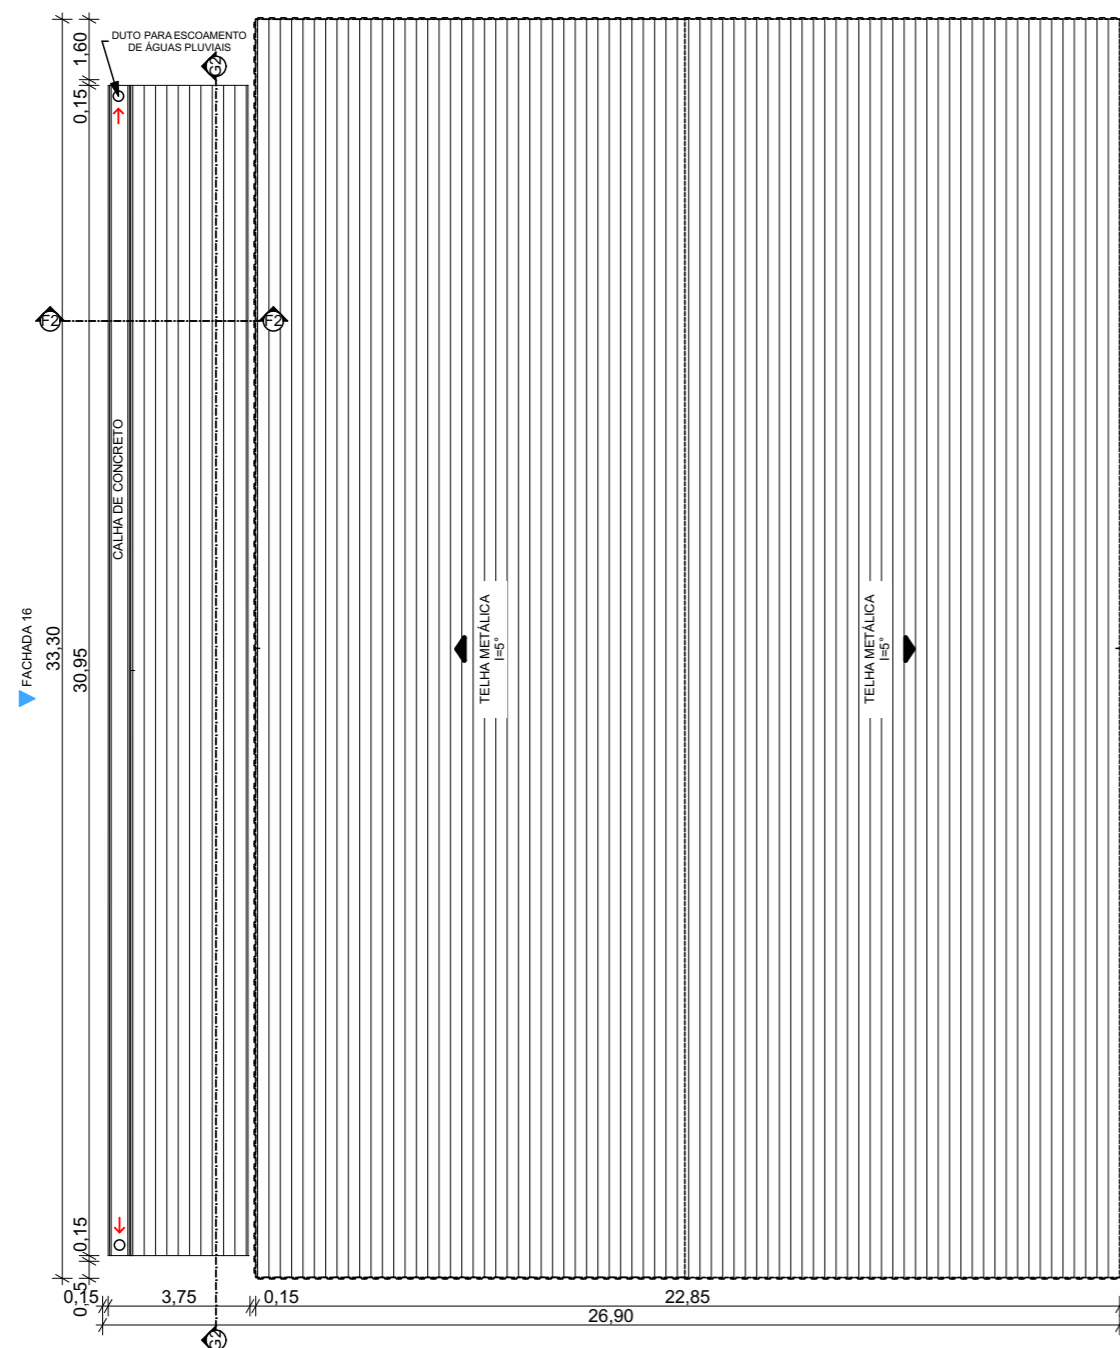 DUTO PARA ESCOAMENTO
DE ÁGUAS PLUVIAIS
1,60
0,15
G2
F2
F2
CALHA DE CONCRETO
FACHADA 16
33,30
30,95
TELHA METÁLICA
I=5°
TELHA METÁLICA
I=5°
0,15
0,15
3,75
0,15
22,85
26,90
G2